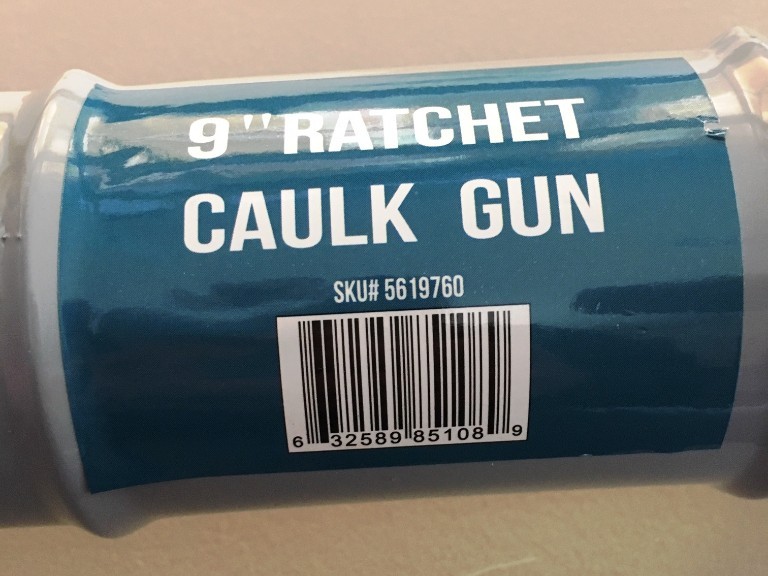 9" RATCHET
CAULK GUN
SKU# 5619760
6 32589 85108 9